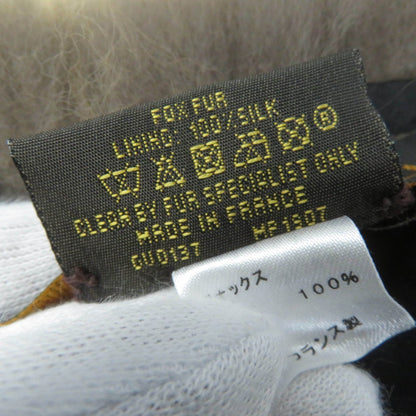 FOX FUR
LINING: 100%SILK
CLEAN BY FUR SPECIALIST ONLY
MADE IN FRANCE
GU0137 MF1807
ックス
100%
ランス製